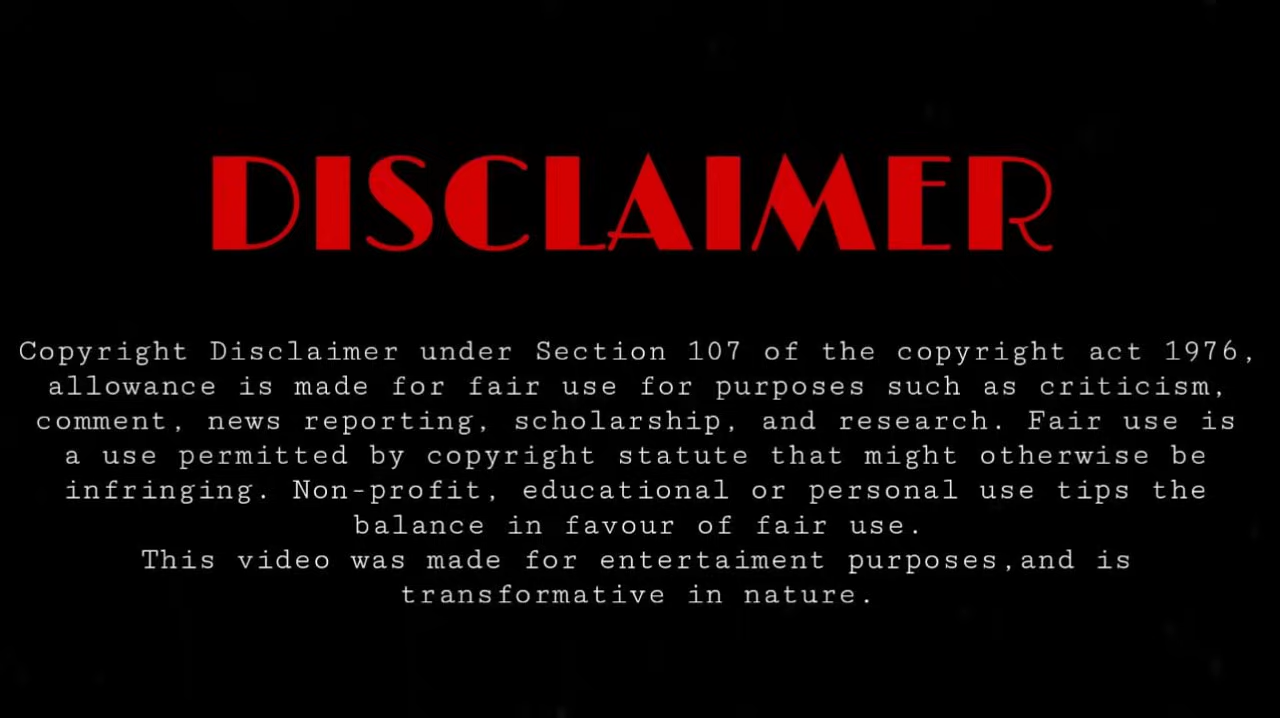 DISCLAIMER
Copyright Disclaimer under Section 107 of the copyright act 1976,
allowance is made for fair use for purposes such as criticism,
comment, news reporting, scholarship, and research. Fair use is
a use permitted by copyright statute that might otherwise be
infringing. Non-profit, educational or personal use tips the
balance in favour of fair use.
This video was made for entertaiment purposes,and is
transformative in nature.